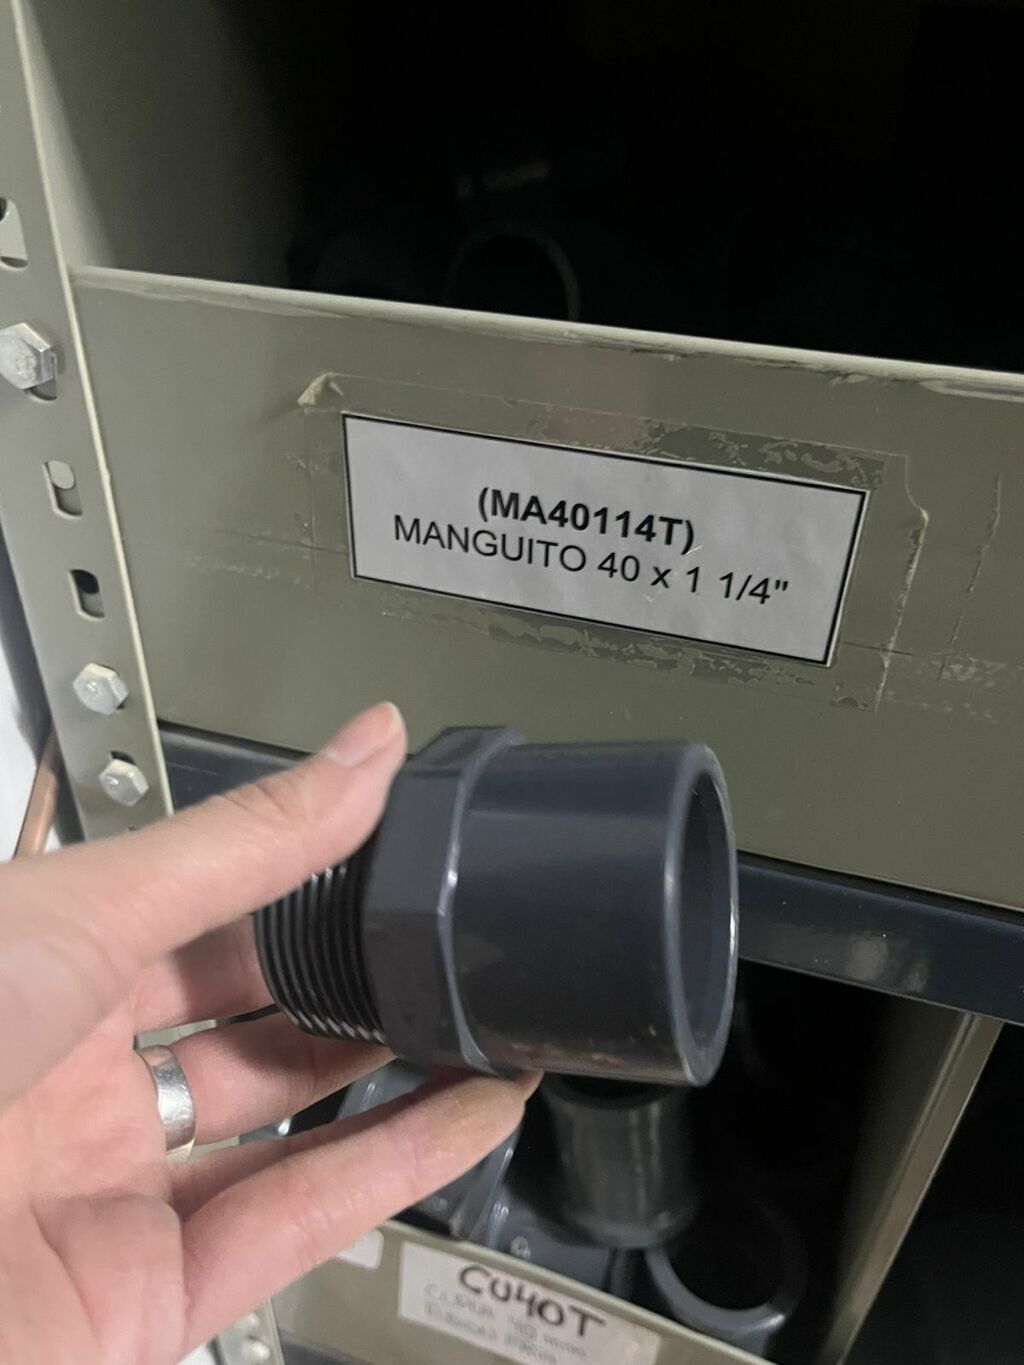 (MA40114T)
MANGUITO 40 x 1 1/4"
CU40T